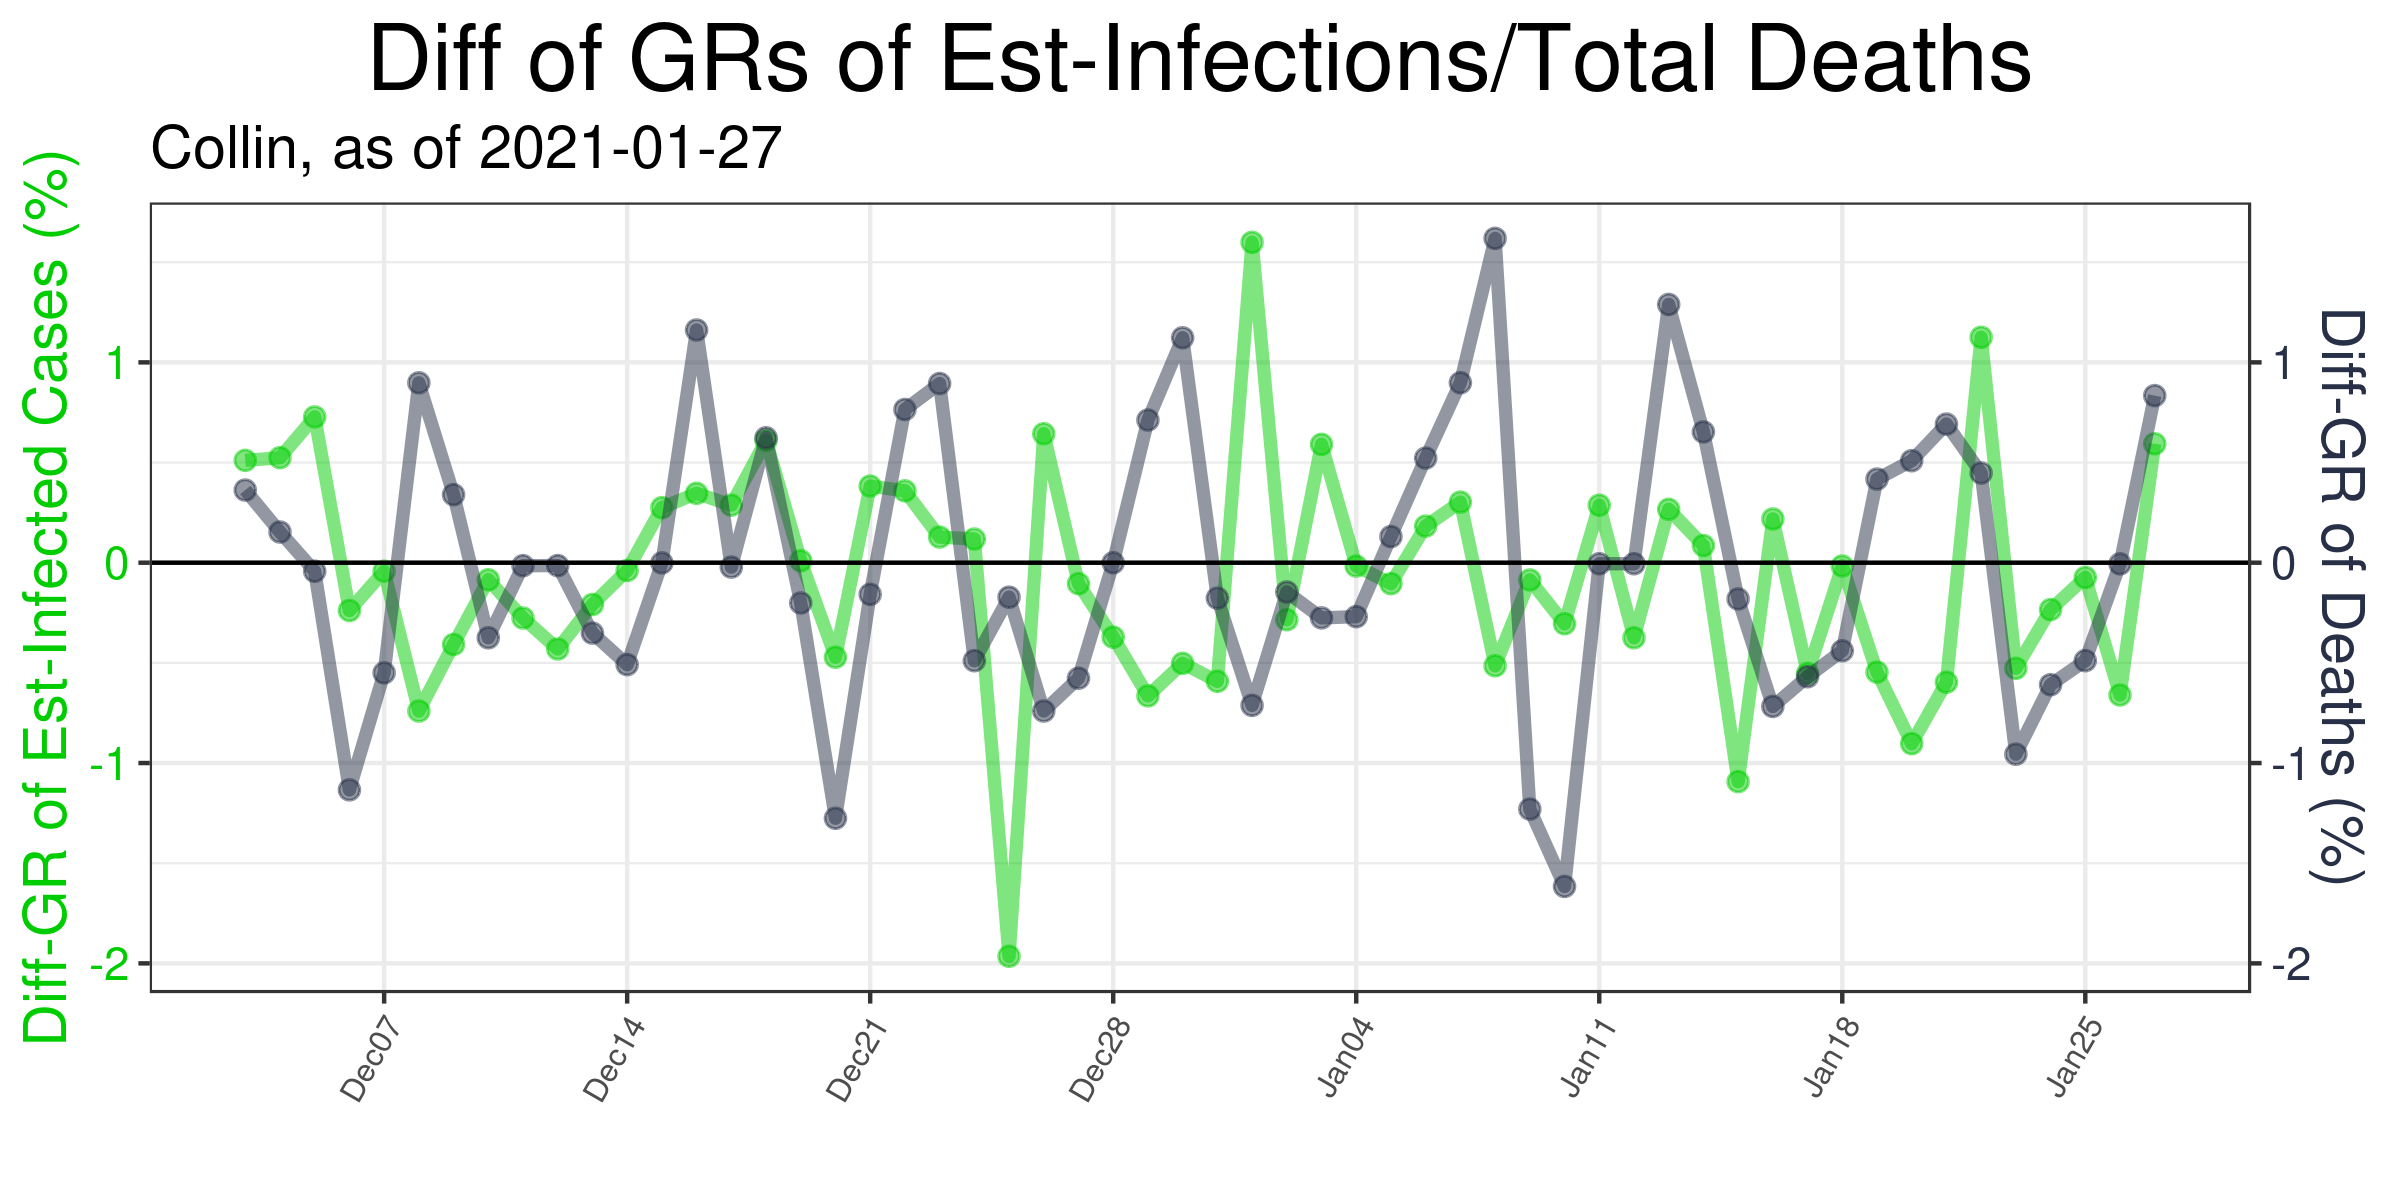 Diff of GRs of Est-Infections/Total Deaths
Collin, as of 2021-01-27
Diff-GR of Est-Infected Cases (%)
1
0
-1
-2
1
0
-1
-2
Diff-GR of Deaths (%)
Dec07
Dec14
Dec21
Dec28
Jan04
Jan11
Jan18
Jan25